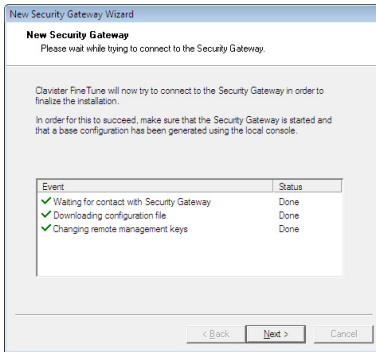 New Security Gateway Wizard
New Security Gateway
Please wait while trying to connect to the Security Gateway.
Clavister FineTune will now try to connect to the Security Gateway in order to
finalize the installation.
In order for this to succeed, make sure that the Security Gateway is started and
that a base configuration has been generated using the local console.
Event Status
Waiting for contact with Security Gateway Done
Downloading configuration file Done
Changing remote management keys Done
< Back Next > Cancel